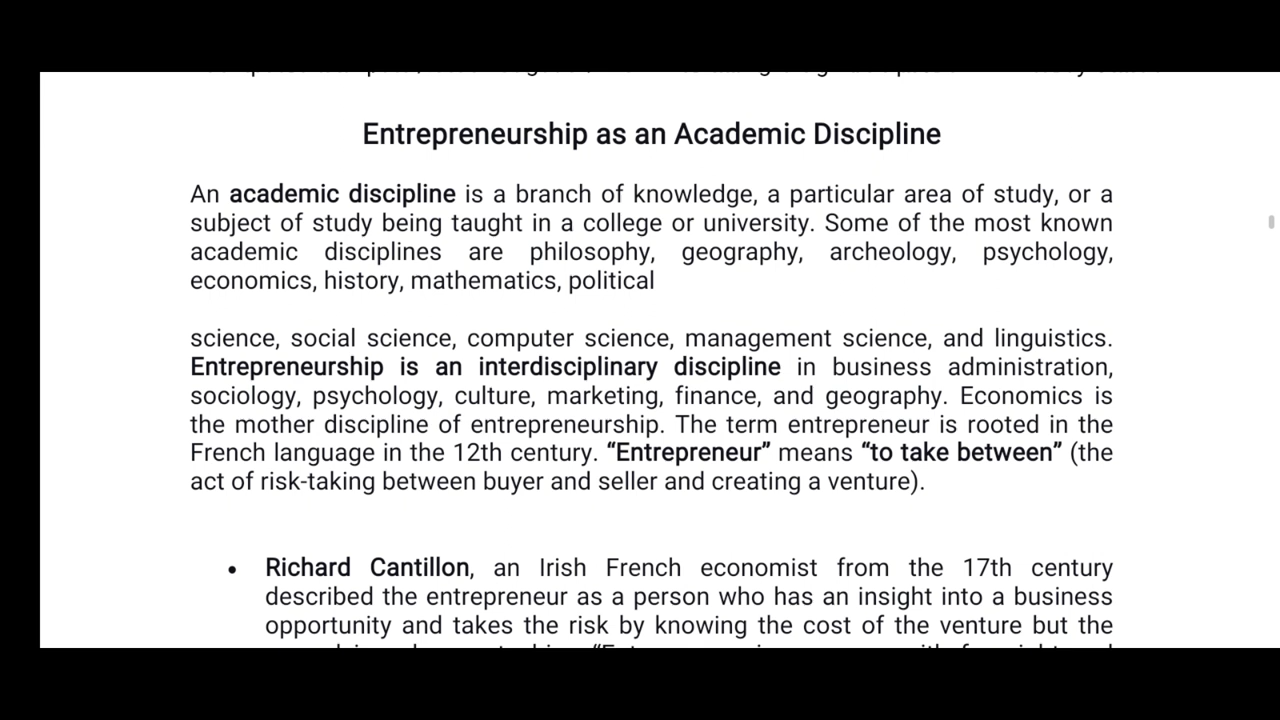 Entrepreneurship as an Academic Discipline
An academic discipline is a branch of knowledge, a particular area of study, or a
subject of study being taught in a college or university. Some of the most known
academic disciplines are philosophy, geography, archeology, psychology,
economics, history, mathematics, political
science, social science, computer science, management science, and linguistics.
Entrepreneurship is an interdisciplinary discipline in business administration,
sociology, psychology, culture, marketing, finance, and geography. Economics is
the mother discipline of entrepreneurship. The term entrepreneur is rooted in the
French language in the 12th century. “Entrepreneur” means “to take between” (the
act of risk-taking between buyer and seller and creating a venture).
• Richard Cantillon, an Irish French economist from the 17th century
described the entrepreneur as a person who has an insight into a business
opportunity and takes the risk by knowing the cost of the venture but the